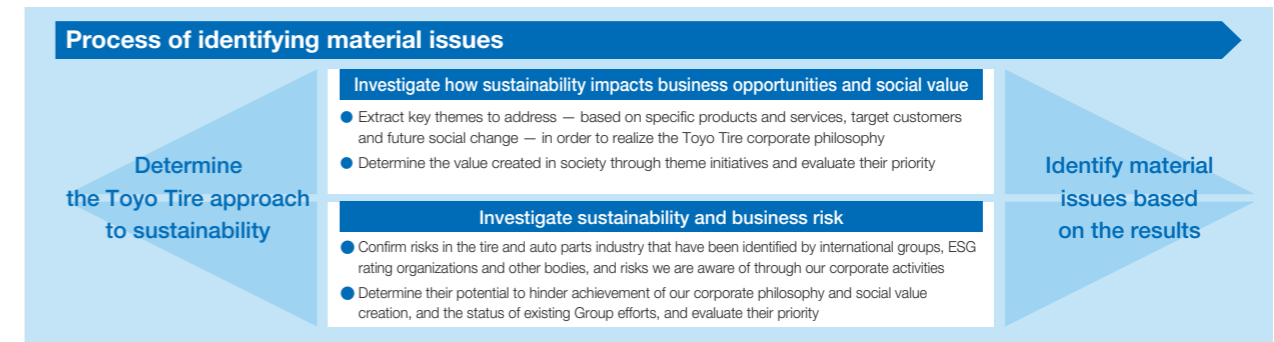 Process of identifying material issues
Determine
the Toyo Tire approach
to sustainability
Investigate how sustainability impacts business opportunities and social value
● Extract key themes to address — based on specific products and services, target customers
and future social change — in order to realize the Toyo Tire corporate philosophy
● Determine the value created in society through theme initiatives and evaluate their priority
Investigate sustainability and business risk
● Confirm risks in the tire and auto parts industry that have been identified by international groups, ESG
rating organizations and other bodies, and risks we are aware of through our corporate activities
● Determine their potential to hinder achievement of our corporate philosophy and social value
creation, and the status of existing Group efforts, and evaluate their priority
Identify material
issues based
on the results